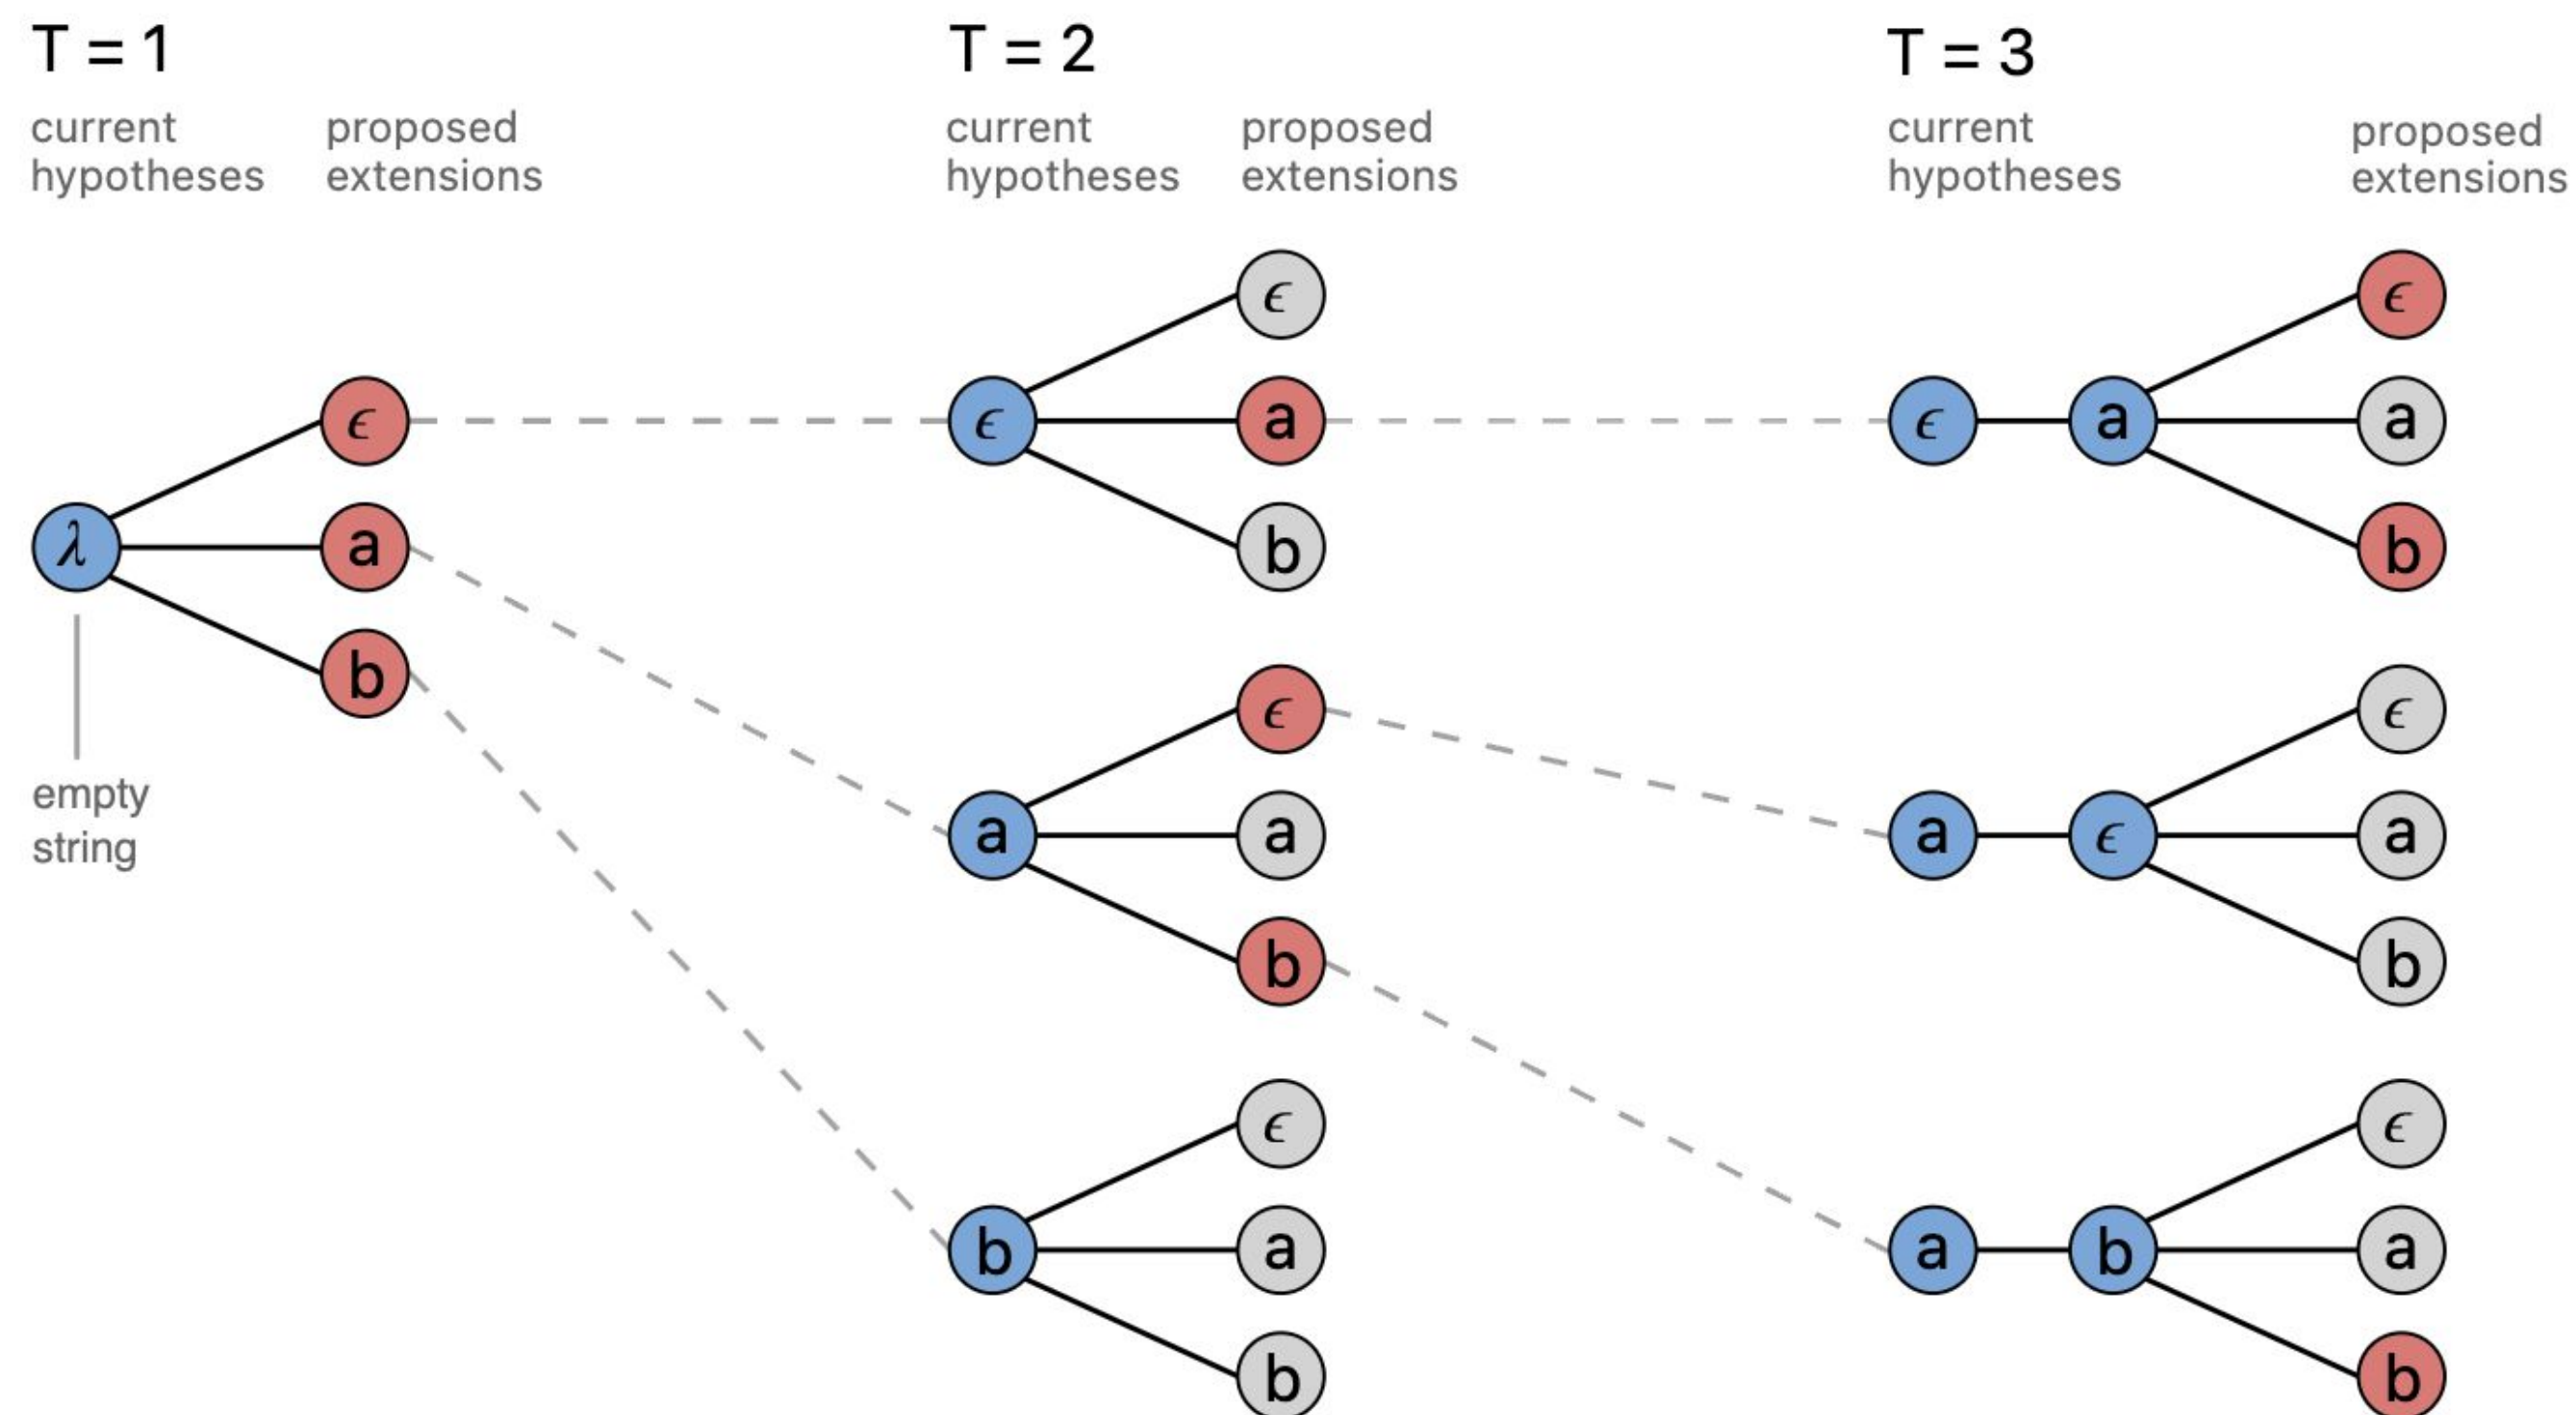 T = 1
current
hypotheses
proposed
extensions
λ
ϵ
a
b
empty
string
T = 2
current
hypotheses
proposed
extensions
ϵ
ϵ
a
b
a
ϵ
a
b
b
ϵ
a
b
T = 3
current
hypotheses
proposed
extensions
ϵ
a
ϵ
a
b
a
ϵ
ϵ
a
b
a
b
ϵ
a
b